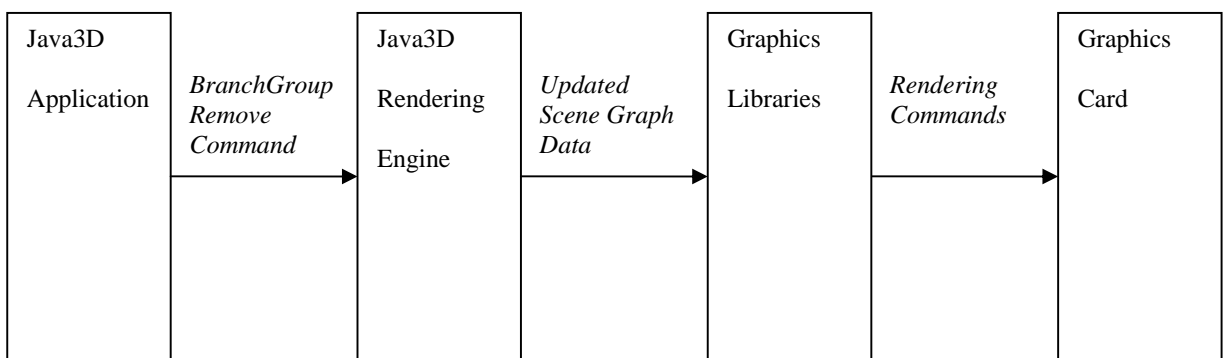 Java3D
Application
BranchGroup
Remove
Command
Java3D
Rendering
Engine
Updated
Scene Graph
Data
Graphics
Libraries
Rendering
Commands
Graphics
Card